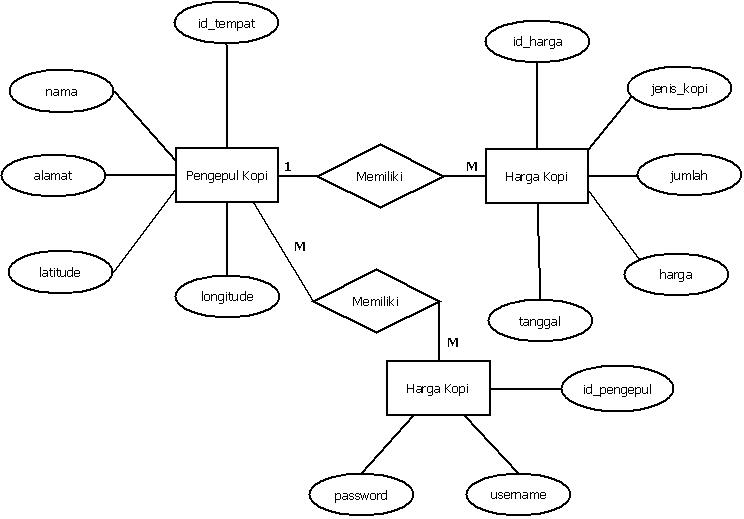 id_tempat
id_harga
nama
jenis_kopi
Pengepul Kopi
1
Memiliki
M
Harga Kopi
alamat
jumlah
latitude
longitude
M
harga
Memiliki
tanggal
M
Harga Kopi
id_pengepul
password
username